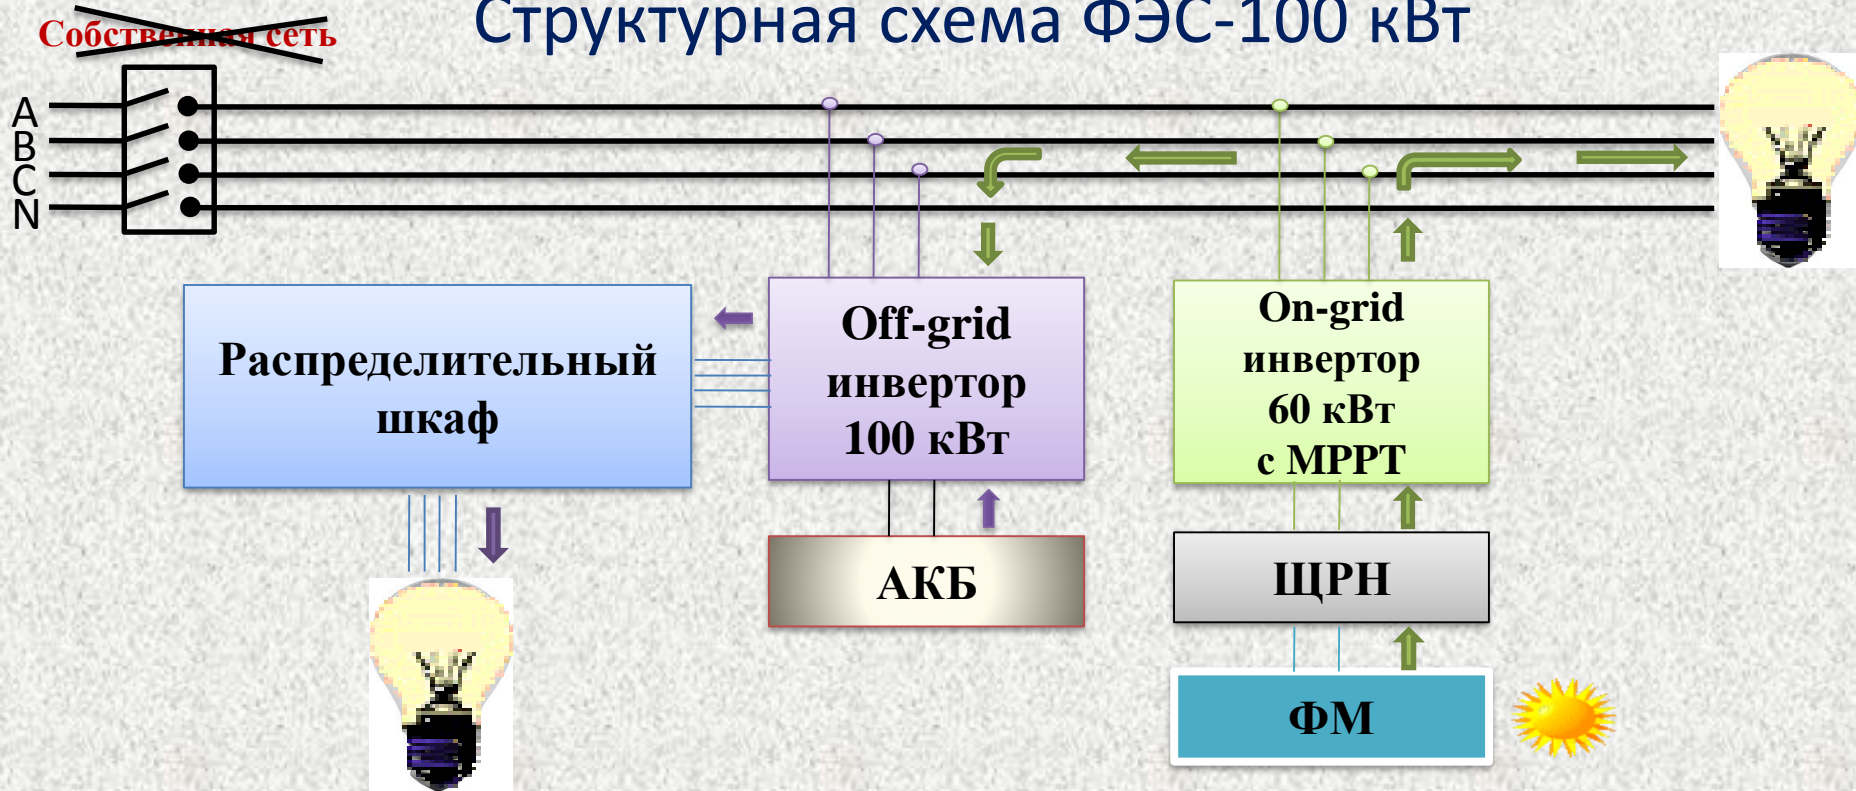 Структурная схема ФЭС-100 кВт
Собственная сеть
A
B
C
N
Распределительный
шкаф
Off-grid
инвертор
100 кВт
On-grid
инвертор
60 кВт
с МРРТ
АКБ
ЩРН
ФМ